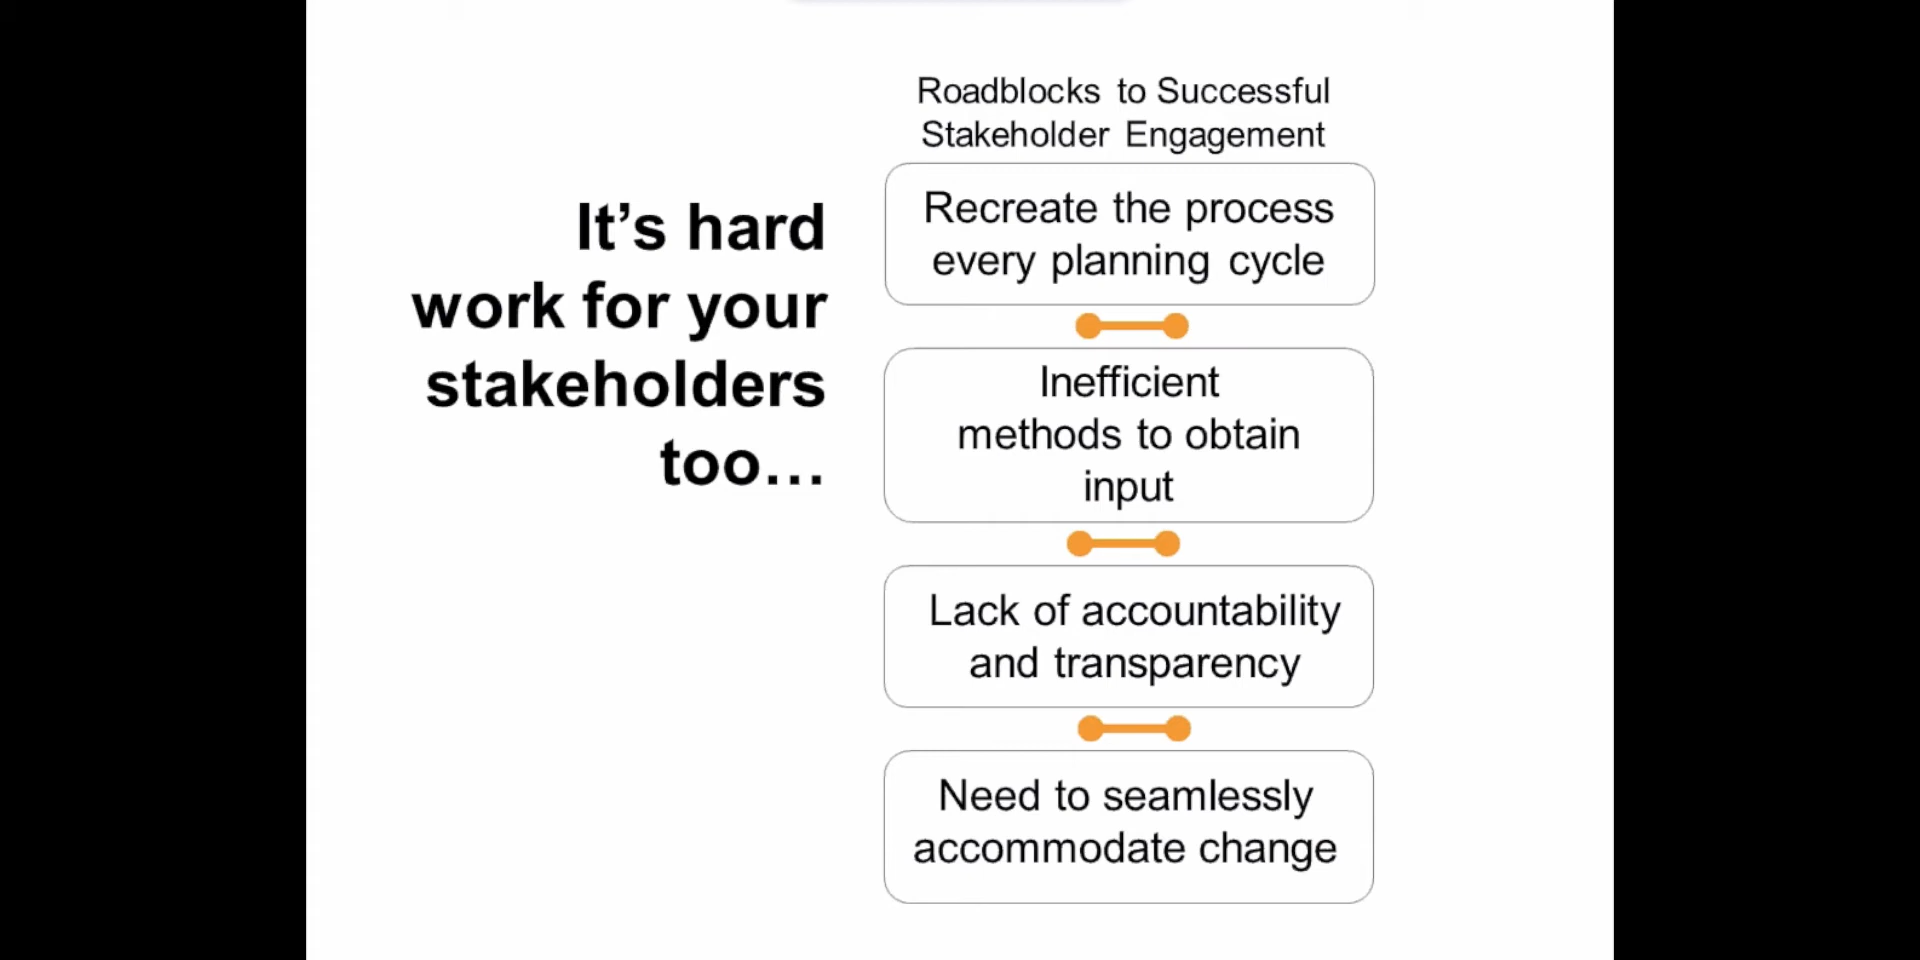 It’s hard
work for your
stakeholders
too…
Roadblocks to Successful
Stakeholder Engagement
Recreate the process
every planning cycle
Inefficient
methods to obtain
input
Lack of accountability
and transparency
Need to seamlessly
accommodate change